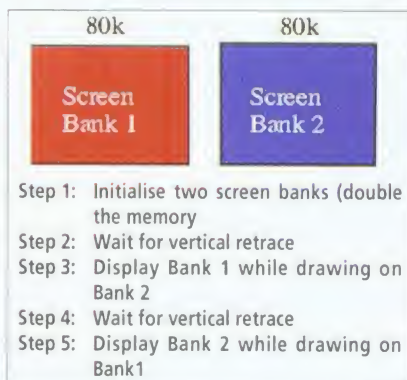 80k 80k
Screen
Bank 1
Screen
Bank 2
Step 1: Initialise two screen banks (double
the memory
Step 2: Wait for vertical retrace
Step 3: Display Bank 1 while drawing on
Bank 2
Step 4: Wait for vertical retrace
Step 5: Display Bank 2 while drawing on
Bank1